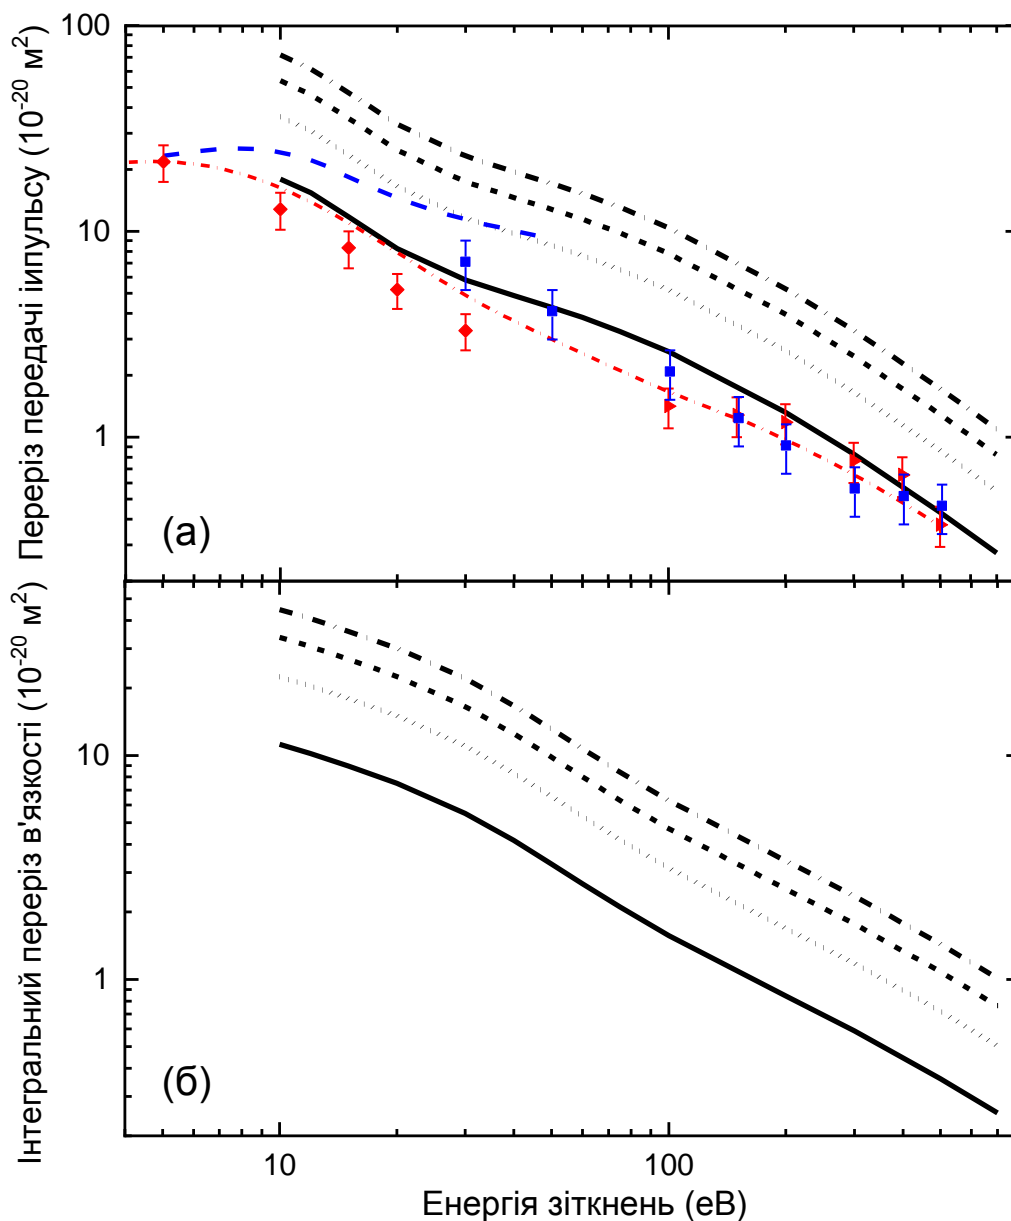 Переріз передачі іипульсу (10⁻²⁰ м²)
100
10
1
(а)
Інтегральний переріз в'язкості (10⁻²⁰ м²)
10
1
(б)
10
100
Енергія зіткнень (еВ)